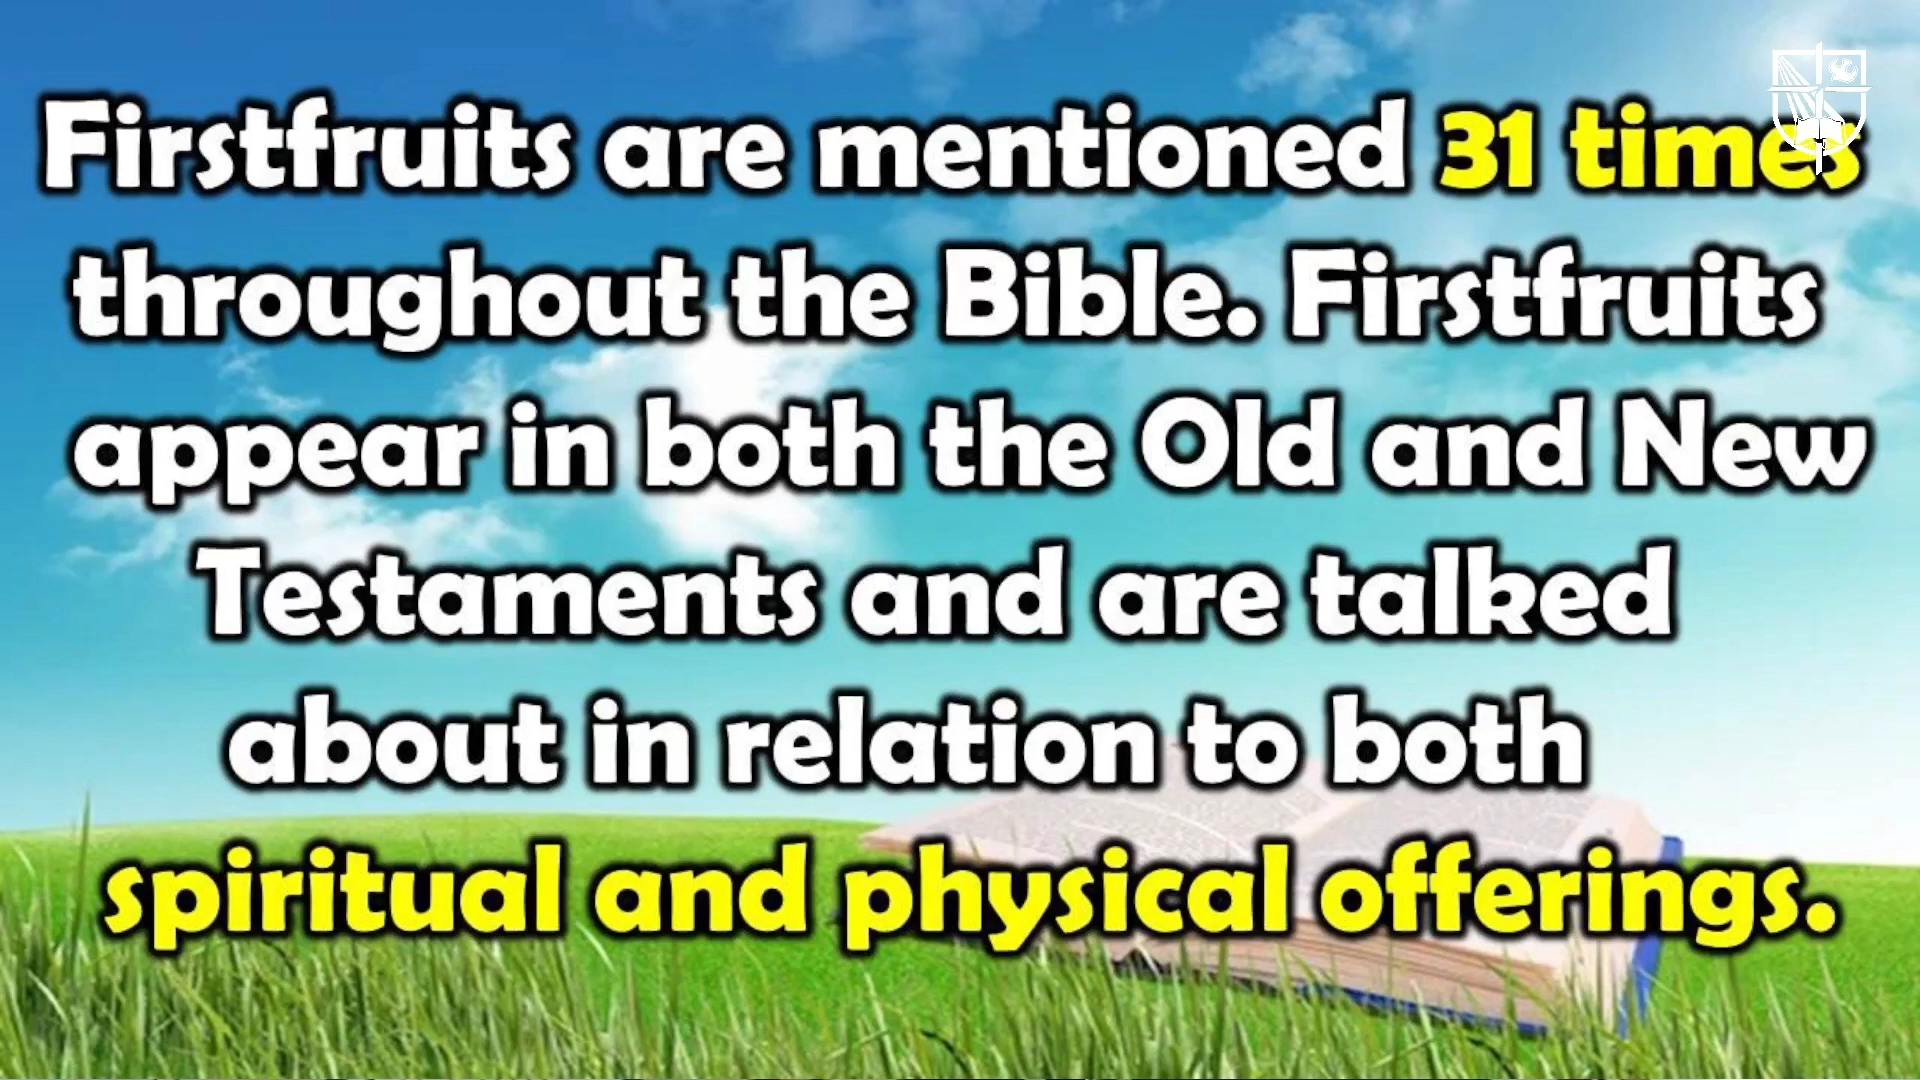 Firstfruits are mentioned 31 times
throughout the Bible. Firstfruits
appear in both the Old and New
Testaments and are talked
about in relation to both
spiritual and physical offerings.